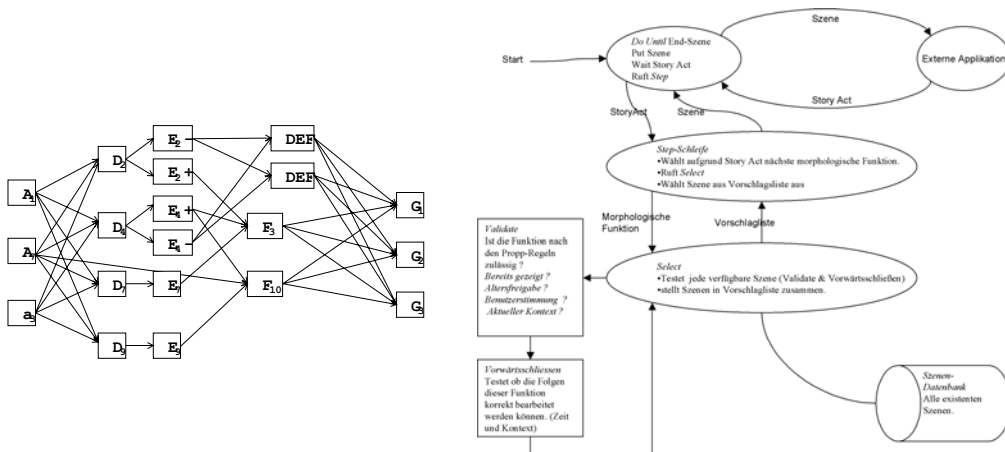 A1
A7
a5
D2
D4
D7
D9
E2 -
E2 +
E4 +
E4 -
E7
E9
DEF
DEF
F3
F10
G1
G2
G3
Start
Do Until End-Szene
Put Szene
Wait Story Act
Ruft Step
Szene
Externe Applikation
Story Act
StoryAct
Szene
Step-Schleife
•Wählt aufgrund Story Act nächste morphologische Funktion.
•Ruft Select
•Wählt Szene aus Vorschlagsliste aus
Morphologische
Funktion
Vorschlagliste
Select
•Testet jede verfügbare Szene (Validate & Vorwärtsschließen)
•stellt Szenen in Vorschlagliste zusammen.
Validate
Ist die Funktion nach
den Propp-Regeln
zulässig ?
Bereits gezeigt ?
Altersfreigabe ?
Benutzerstimmung ?
Aktueller Kontext ?
Vorwärtsschliessen
Testet ob die Folgen
dieser Funktion
korrekt bearbeitet
werden können. (Zeit
und Kontext)
Szenen-
Datenbank
Alle existenten
Szenen.